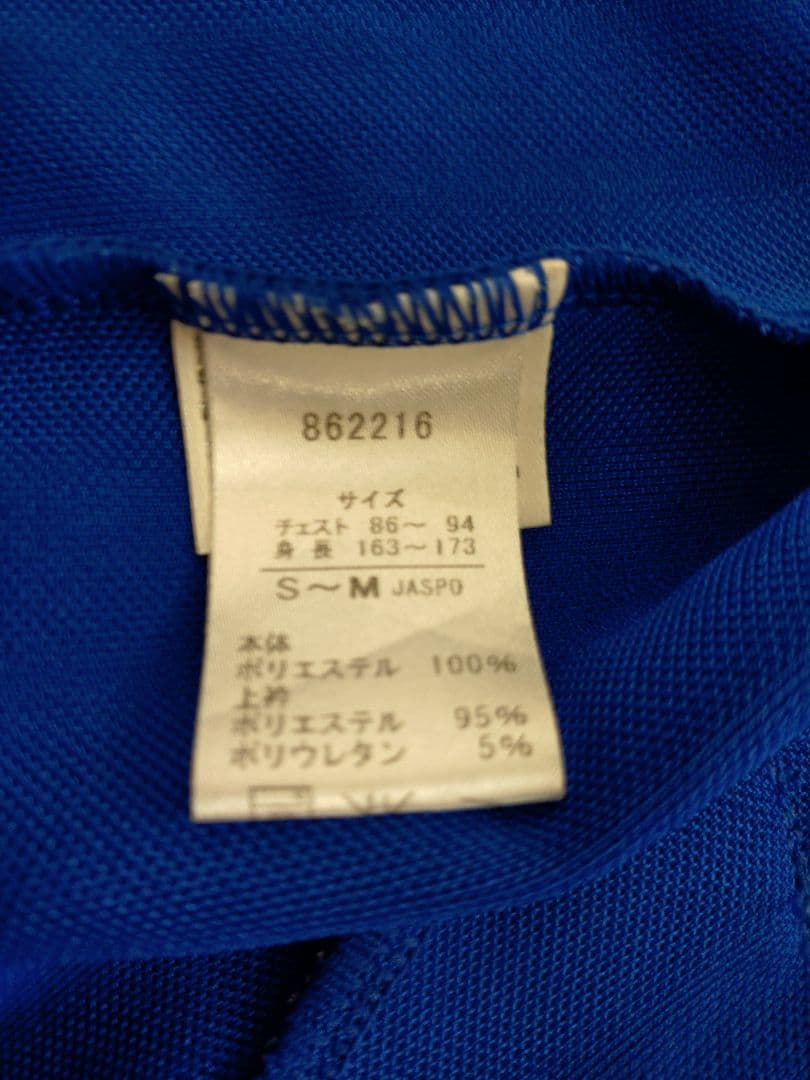 862216
サイズ
チェスト 86～ 94
身長 163～173
S～M JASPO
本体
ポリエステル 100%
上衿
ポリエステル 95%
ポリウレタン 5%